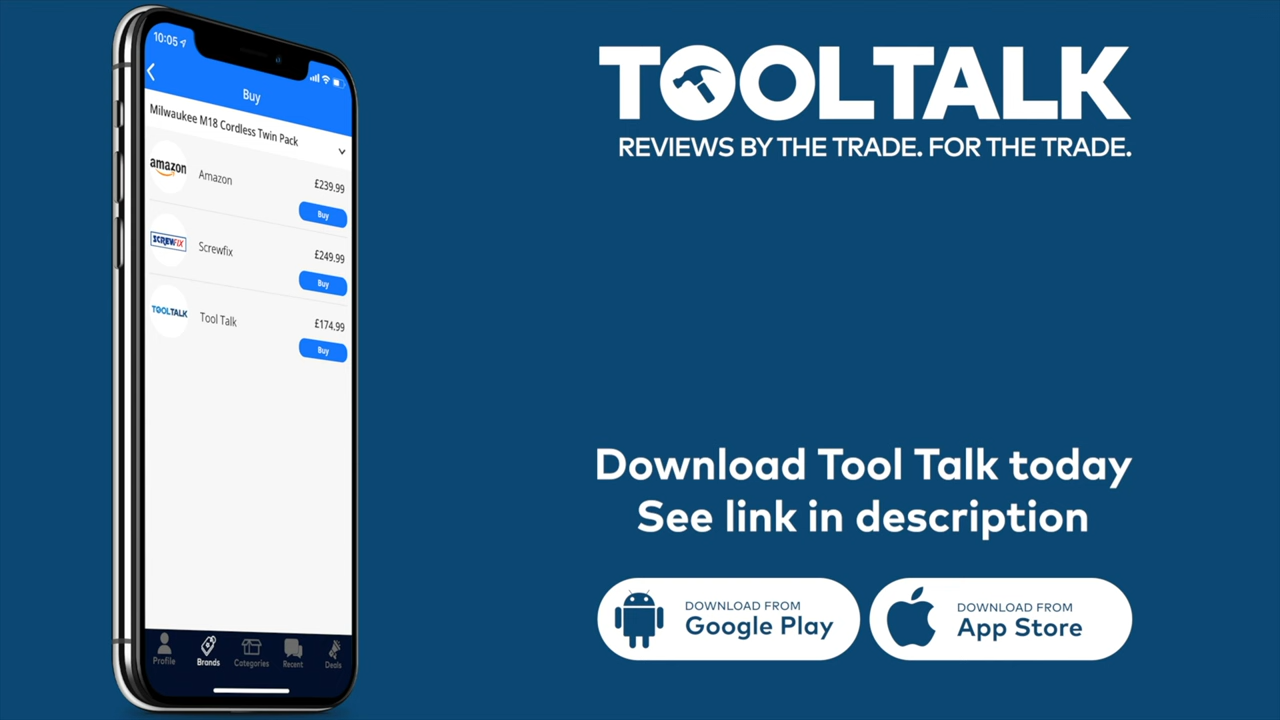 10:05
Buy
Milwaukee M18 Cordless Twin Pack
amazon
Amazon
£239.99
Buy
SCREWFIX
Screwfix
£249.99
Buy
TOOLTALK
Tool Talk
£174.99
Buy
Profile
Brands
Categories
Recent
Deals
TOOLTALK
REVIEWS BY THE TRADE. FOR THE TRADE.
Download Tool Talk today
See link in description
DOWNLOAD FROM
Google Play
DOWNLOAD FROM
App Store